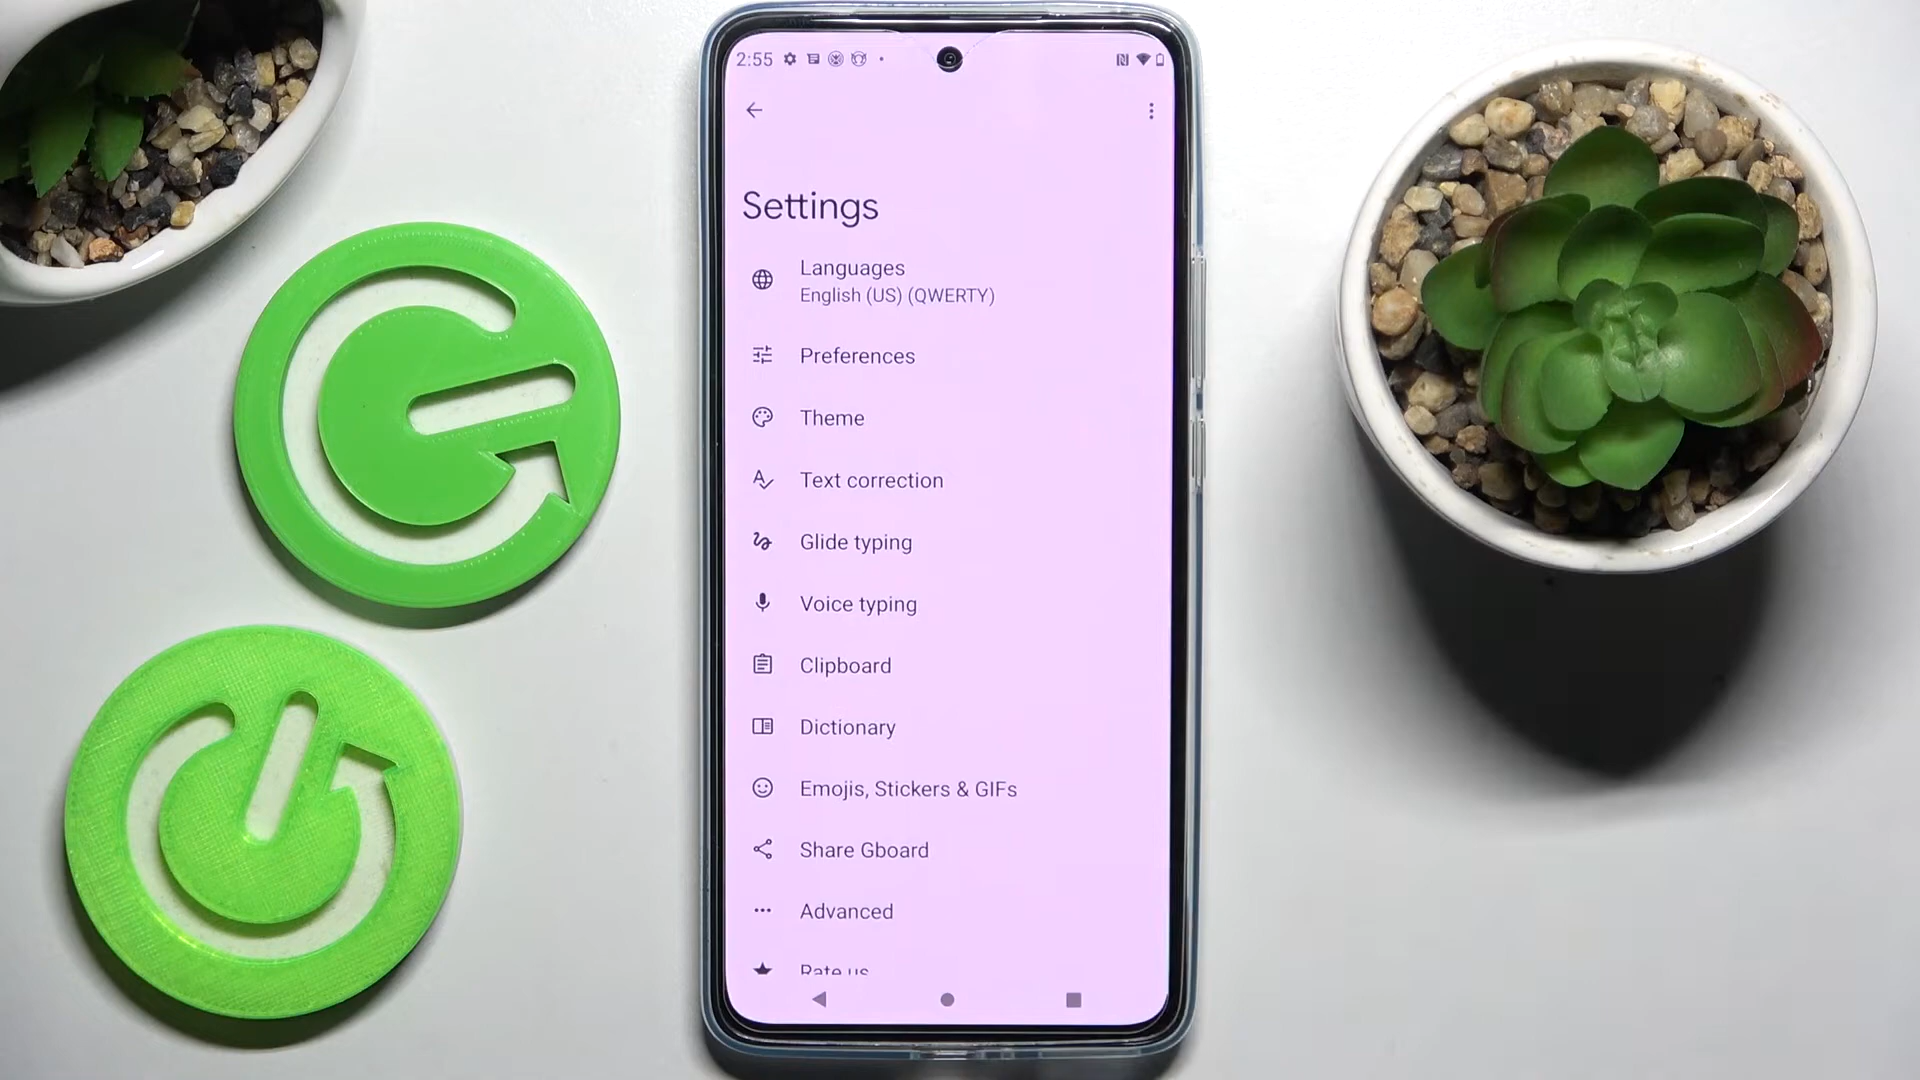 2:55
Settings
Languages
English (US) (QWERTY)
Preferences
Theme
Text correction
Glide typing
Voice typing
Clipboard
Dictionary
Emojis, Stickers & GIFs
Share Gboard
Advanced
Rate us